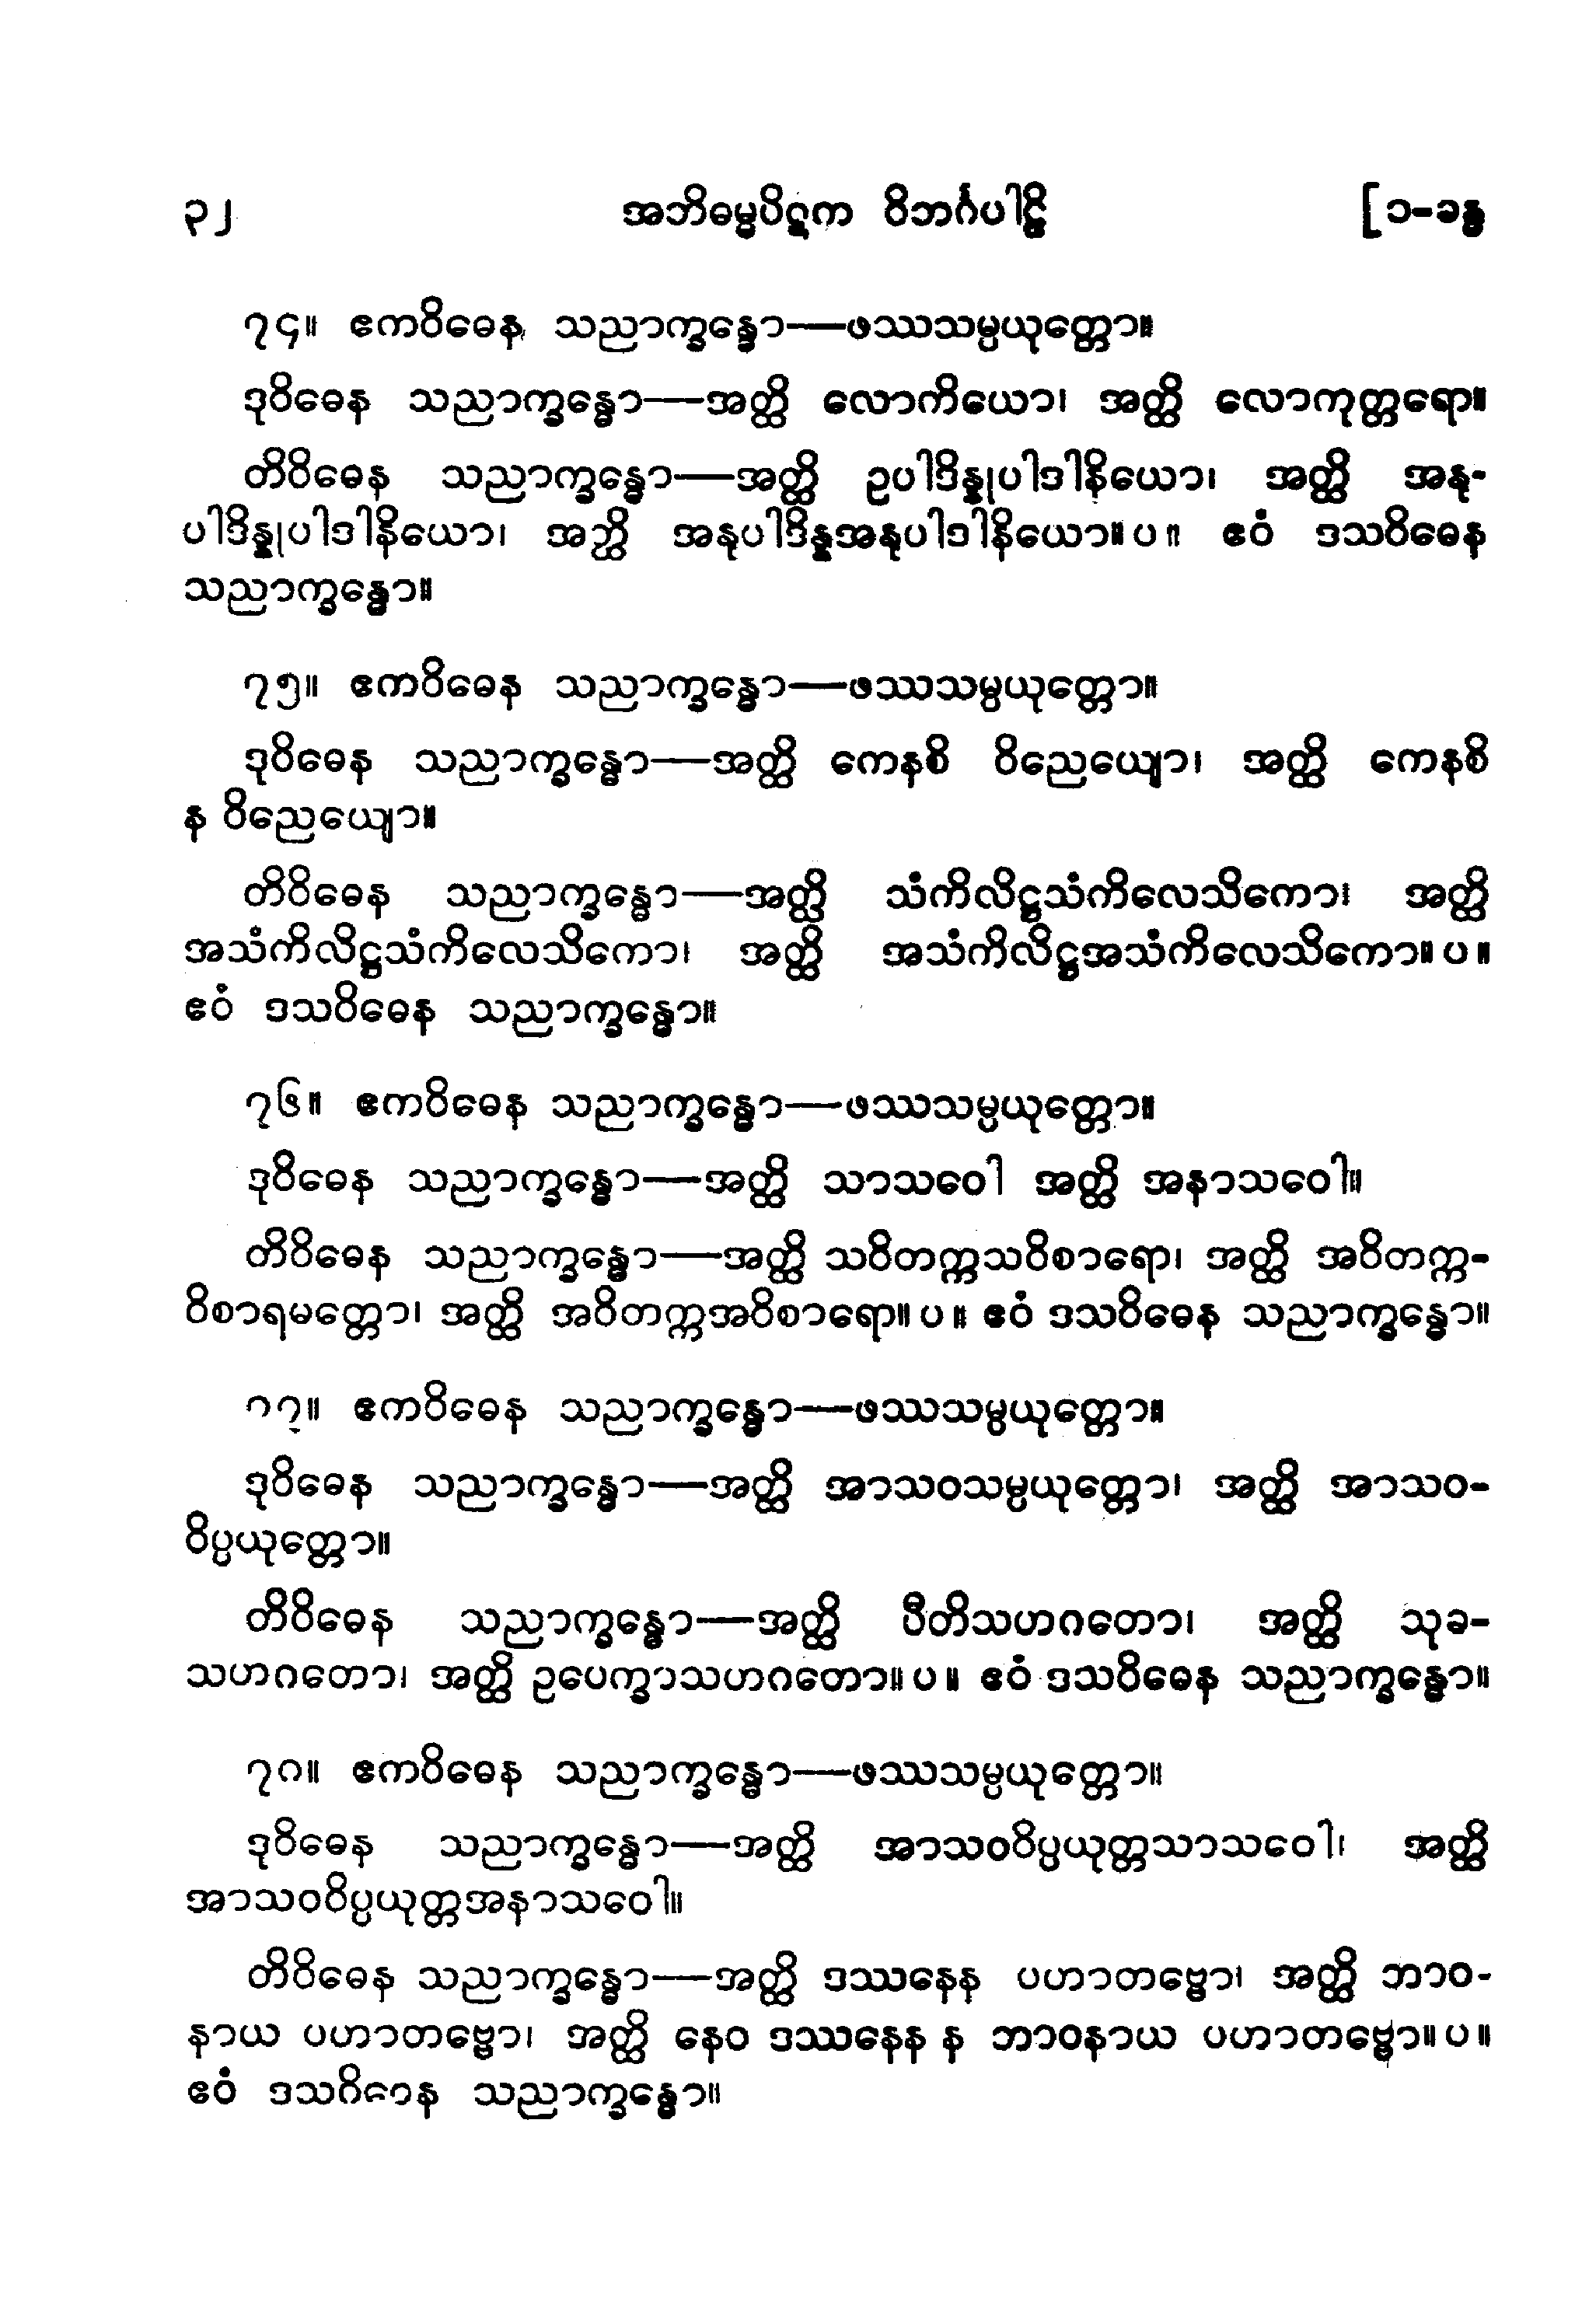 ၃၂ အဘိဓမ္မပိဋက ဝိဘင်္ဂပါဠိ [၁-ခန္ဓ
၇၄။ ဧကဝိဓေန သညာက္ခန္ဓော—ဖဿသမ္ပယုတ္တော။
ဒုဝိဓေန သညာက္ခန္ဓော—အတ္ထိ လောကိယော၊ အတ္ထိ လောကုတ္တရော။
တိဝိဓေန သညာက္ခန္ဓော—အတ္ထိ ဥပါဒိန္နုပါဒါနိယော၊ အတ္ထိ အနု-
ပါဒိန္နုပါဒါနိယော၊ အတ္ထိ အနုပါဒိန္နအနုပါဒါနိယော။ပ။ ဧဝံ ဒသဝိဓေန
သညာက္ခန္ဓော။
၇၅။ ဧကဝိဓေန သညာက္ခန္ဓော—ဖဿသမ္ပယုတ္တော။
ဒုဝိဓေန သညာက္ခန္ဓော—အတ္ထိ ကေနစိ ဝိညေယျော၊ အတ္ထိ ကေနစိ
န ဝိညေယျော။
တိဝိဓေန သညာက္ခန္ဓော—အတ္ထိ သံကိလိဋ္ဌသံကိလေသိကော၊ အတ္ထိ
အသံကိလိဋ္ဌသံကိလေသိကော၊ အတ္ထိ အသံကိလိဋ္ဌအသံကိလေသိကော။ပ။
ဧဝံ ဒသဝိဓေန သညာက္ခန္ဓော။
၇၆။ ဧကဝိဓေန သညာက္ခန္ဓော—ဖဿသမ္ပယုတ္တော။
ဒုဝိဓေန သညာက္ခန္ဓော—အတ္ထိ သာသဝေါ အတ္ထိ အနာသဝေါ။
တိဝိဓေန သညာက္ခန္ဓော—အတ္ထိ သဝိတက္ကသဝိစာရော၊ အတ္ထိ အဝိတက္က-
ဝိစာရမတ္တော၊ အတ္ထိ အဝိတက္ကအဝိစာရော။ပ။ ဧဝံ ဒသဝိဓေန သညာက္ခန္ဓော။
၇၇။ ဧကဝိဓေန သညာက္ခန္ဓော—ဖဿသမ္ပယုတ္တော။
ဒုဝိဓေန သညာက္ခန္ဓော—အတ္ထိ အာသဝသမ္ပယုတ္တော၊ အတ္ထိ အာသဝ-
ဝိပ္ပယုတ္တော။
တိဝိဓေန သညာက္ခန္ဓော—အတ္ထိ ပီတိသဟဂတော၊ အတ္ထိ သုခ-
သဟဂတော၊ အတ္ထိ ဥပေက္ခာသဟဂတော။ပ။ ဧဝံ ဒသဝိဓေန သညာက္ခန္ဓော။
၇၈။ ဧကဝိဓေန သညာက္ခန္ဓော—ဖဿသမ္ပယုတ္တော။
ဒုဝိဓေန သညာက္ခန္ဓော—အတ္ထိ အာသဝဝိပ္ပယုတ္တသာသဝေါ၊ အတ္ထိ
အာသဝဝိပ္ပယုတ္တအနာသဝေါ။
တိဝိဓေန သညာက္ခန္ဓော—အတ္ထိ ဒဿနေန ပဟာတဗ္ဗော၊ အတ္ထိ ဘာဝ-
နာယ ပဟာတဗ္ဗော၊ အတ္ထိ နေဝ ဒဿနေန န ဘာဝနာယ ပဟာတဗ္ဗော။ပ။
ဧဝံ ဒသဝိဓေန သညာက္ခန္ဓော။